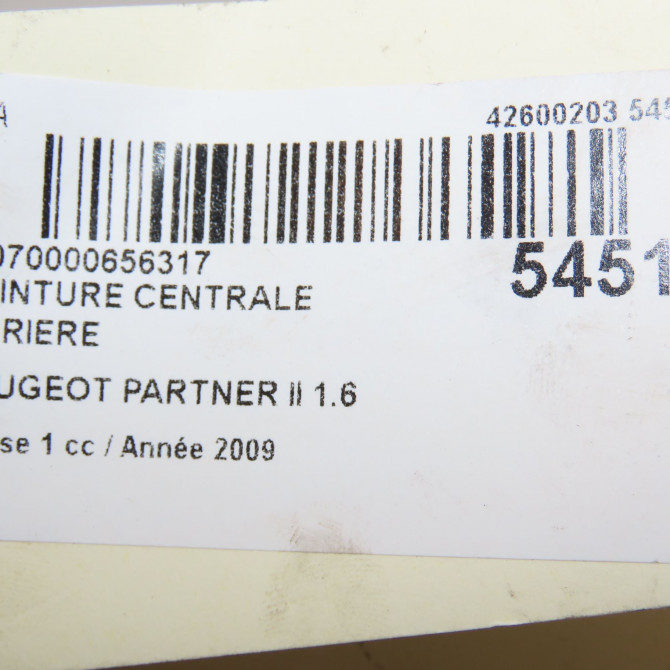 A 42600203 545
070000656317 5451
INTURE CENTRALE
RIERE
UGEOT PARTNER II 1.6
se 1 cc / Année 2009